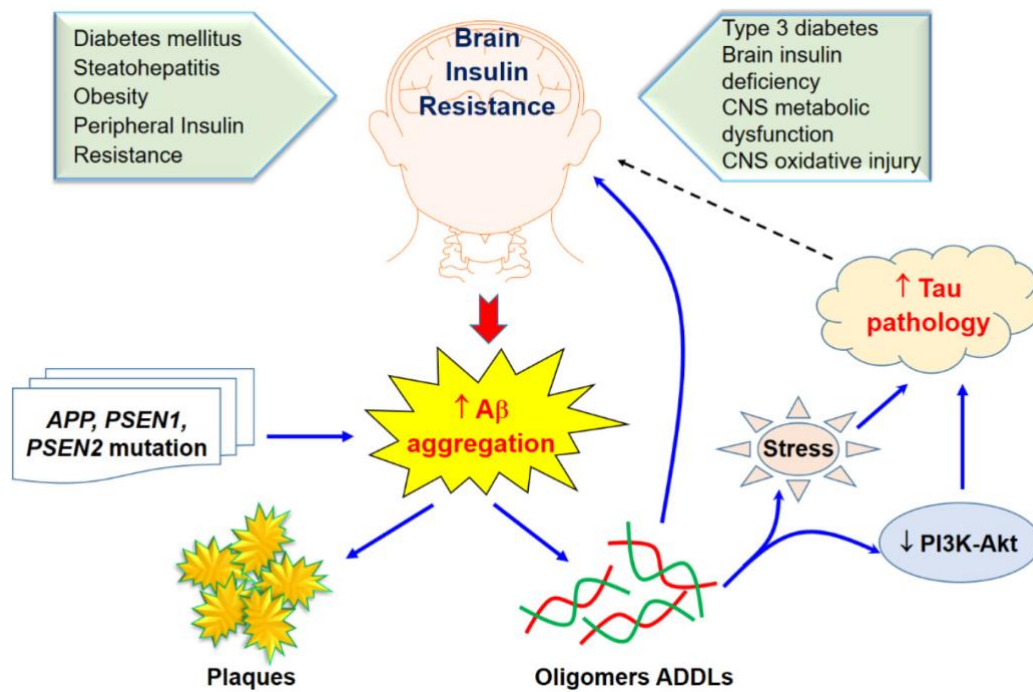 Diabetes mellitus
Steatohepatitis
Obesity
Peripheral Insulin
Resistance
Brain
Insulin
Resistance
Type 3 diabetes
Brain insulin
deficiency
CNS metabolic
dysfunction
CNS oxidative injury
↑ Tau
pathology
APP, PSEN1,
PSEN2 mutation
↑ Aβ
aggregation
Stress
↓ PI3K-Akt
Plaques
Oligomers ADDLs